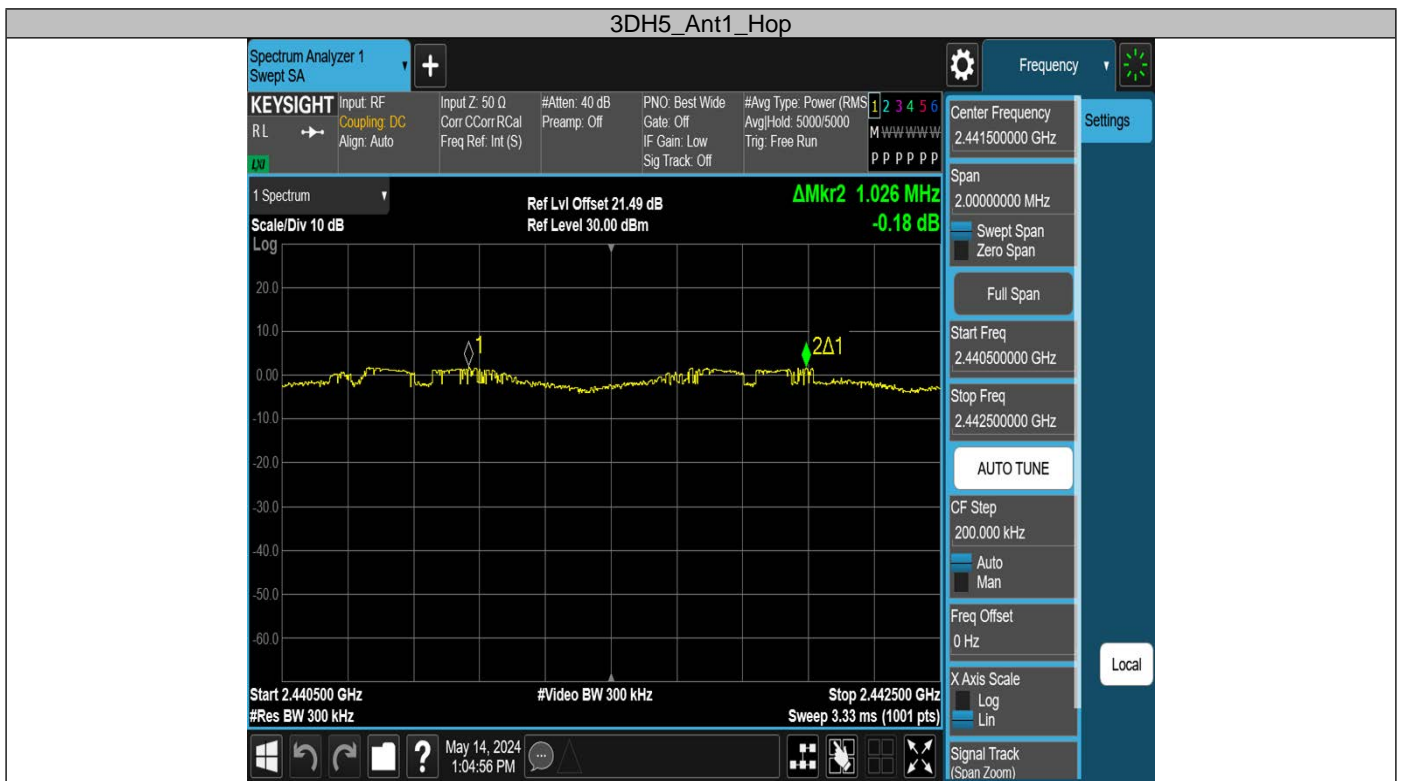 3DH5_Ant1_Hop
Spectrum Analyzer 1
Swept SA
+
Frequency
KEYSIGHT
RL
LXI
Input: RF
Coupling: DC
Align: Auto
Input Z: 50 Ω
Corr CCorr RCal
Freq Ref: Int (S)
#Atten: 40 dB
Preamp: Off
PNO: Best Wide
Gate: Off
IF Gain: Low
Sig Track: Off
#Avg Type: Power (RMS
Avg|Hold: 5000/5000
Trig: Free Run
1 2 3 4 5 6
M W W W W W
P P P P P P
Center Frequency
2.441500000 GHz
Settings
Span
2.00000000 MHz
Swept Span
Zero Span
Full Span
Start Freq
2.440500000 GHz
Stop Freq
2.442500000 GHz
AUTO TUNE
CF Step
200.000 kHz
Auto
Man
Freq Offset
0 Hz
X Axis Scale
Log
Lin
Local
Signal Track
(Span Zoom)
1 Spectrum
Scale/Div 10 dB
Log
Ref Lvl Offset 21.49 dB
Ref Level 30.00 dBm
ΔMkr2 1.026 MHz
-0.18 dB
20.0
10.0
1
2Δ1
0.00
-10.0
-20.0
-30.0
-40.0
-50.0
-60.0
Start 2.440500 GHz
#Video BW 300 kHz
Stop 2.442500 GHz
#Res BW 300 kHz
Sweep 3.33 ms (1001 pts)
?
May 14, 2024
1:04:56 PM